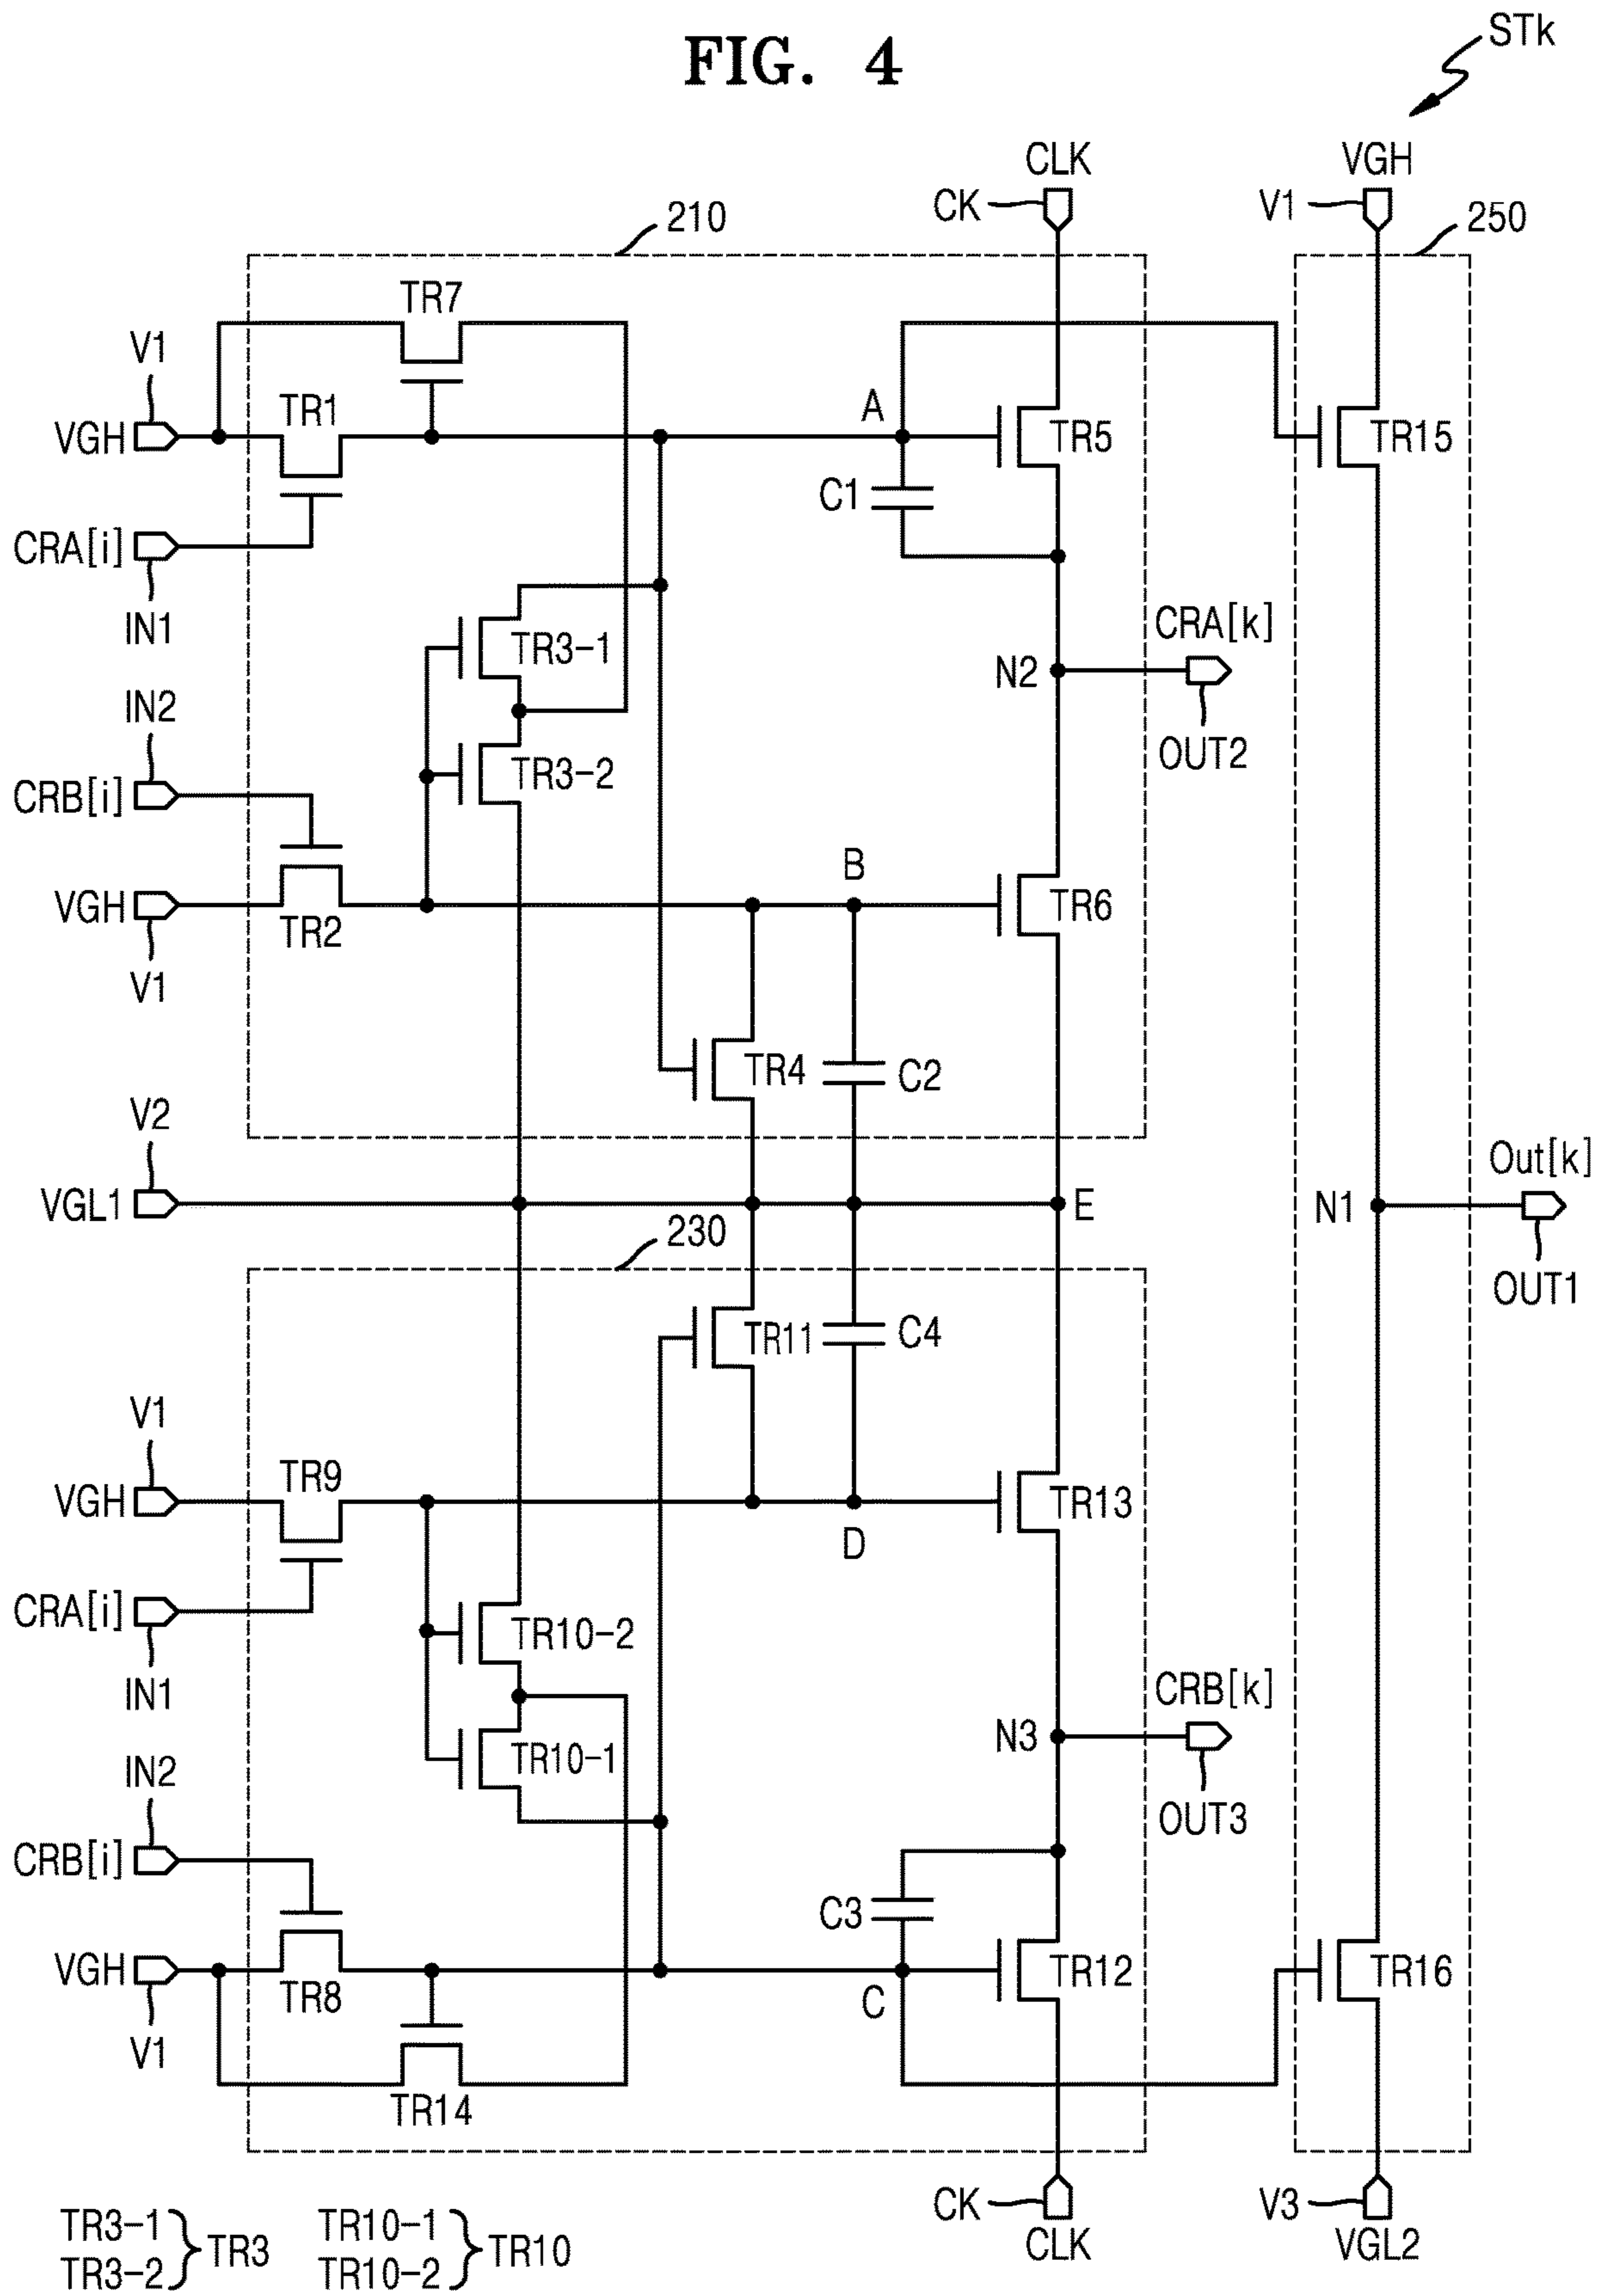 FIG. 4
STk
CLK
CK
VGH
V1
210
250
TR7
V1
VGH
TR1
A
TR5
TR15
C1
CRA[i]
IN1
TR3-1
CRA[k]
N2
OUT2
IN2
TR3-2
CRB[i]
B
VGH
TR2
TR6
V1
TR4
C2
V2
VGL1
E
Out[k]
N1
OUT1
230
TR11
C4
V1
TR9
VGH
TR13
D
CRA[i]
TR10-2
IN1
CRB[k]
N3
TR10-1
IN2
OUT3
CRB[i]
C3
VGH
TR8
TR12
TR16
C
V1
TR14
CK
CLK
V3
VGL2
TR3-1
TR3-2
TR3
TR10-1
TR10-2
TR10